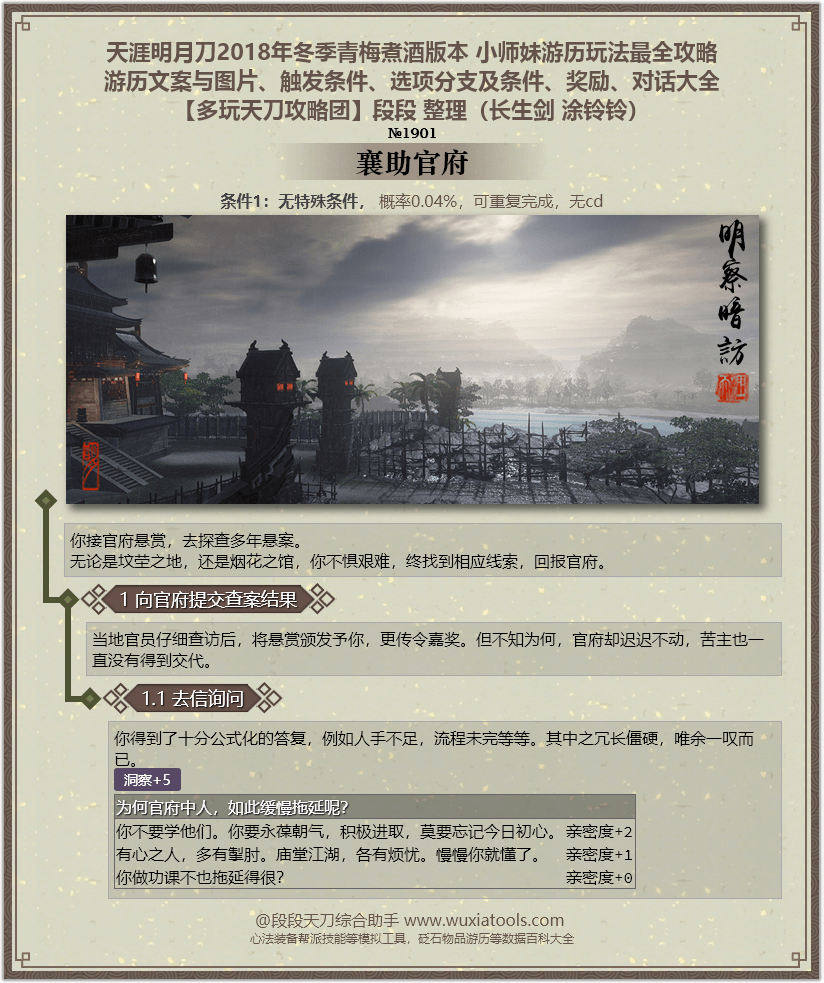 天涯明月刀2018年冬季青梅煮酒版本 小师妹游历玩法最全攻略
游历文案与图片、触发条件、选项分支及条件、奖励、对话大全
【多玩天刀攻略团】段段 整理（长生剑 涂铃铃）
№1901
襄助官府
条件1：无特殊条件， 概率0.04%，可重复完成，无cd
明察暗訪
你接官府悬赏，去探查多年悬案。
无论是坟茔之地，还是烟花之馆，你不惧艰难，终找到相应线索，回报官府。
1 向官府提交查案结果
当地官员仔细查访后，将悬赏颁发予你，更传令嘉奖。但不知为何，官府却迟迟不动，苦主也一
直没有得到交代。
1.1 去信询问
你得到了十分公式化的答复，例如人手不足，流程未完等等。其中之冗长僵硬，唯余一叹而
已。
洞察+5
为何官府中人，如此缓慢拖延呢？
你不要学他们。你要永葆朝气，积极进取，莫要忘记今日初心。 亲密度+2
有心之人，多有掣肘。庙堂江湖，各有烦忧。慢慢你就懂了。 亲密度+1
你做功课不也拖延得很？ 亲密度+0
@段段天刀综合助手 www.wuxiatools.com
心法装备帮派技能等模拟工具，砭石物品游历等数据百科大全